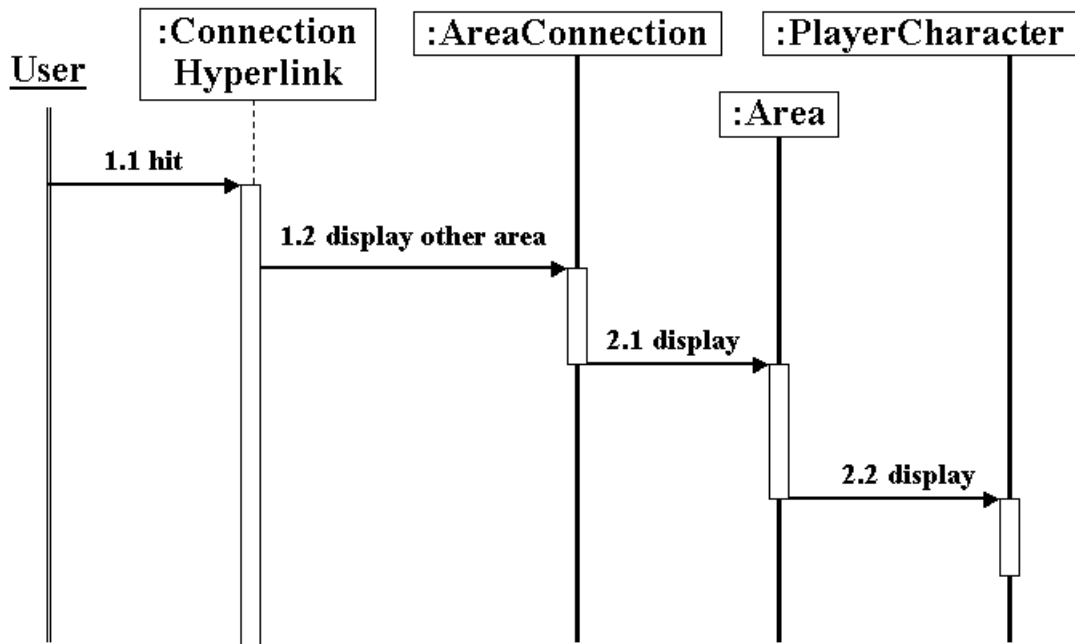 User
:Connection
Hyperlink
:AreaConnection
:PlayerCharacter
:Area
1.1 hit
1.2 display other area
2.1 display
2.2 display